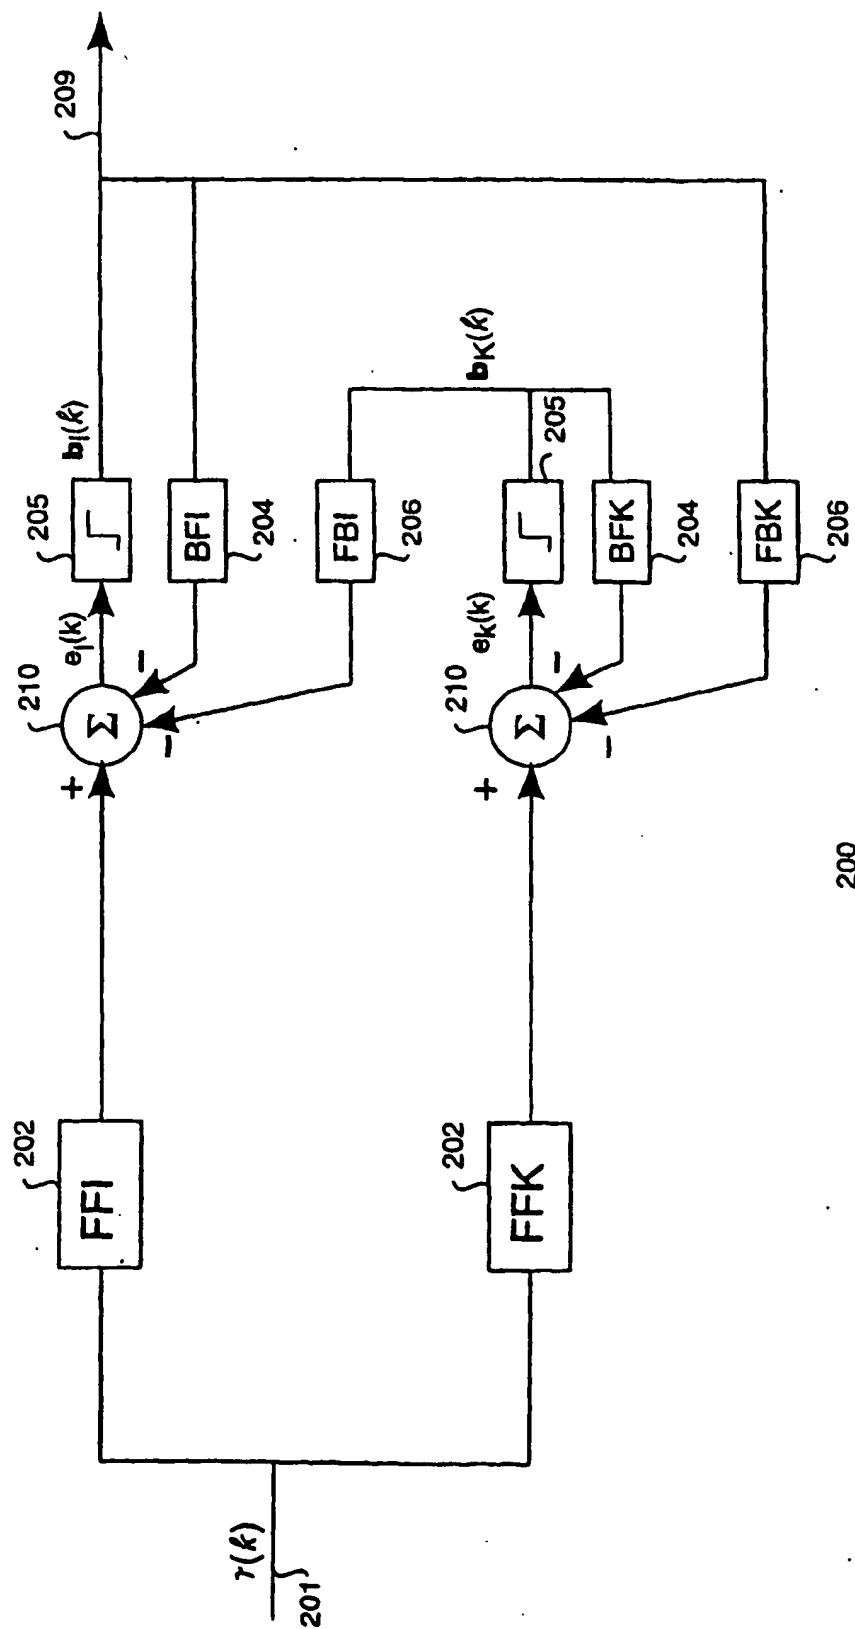 209
b_I(k)
205
BFI
204
FBI
206
b_K(k)
205
BFK
204
FBK
206
e_I(k)
e_K(k)
210
Σ
+
−
−
210
Σ
+
−
−
202
FFI
202
FFK
r(k)
201
200